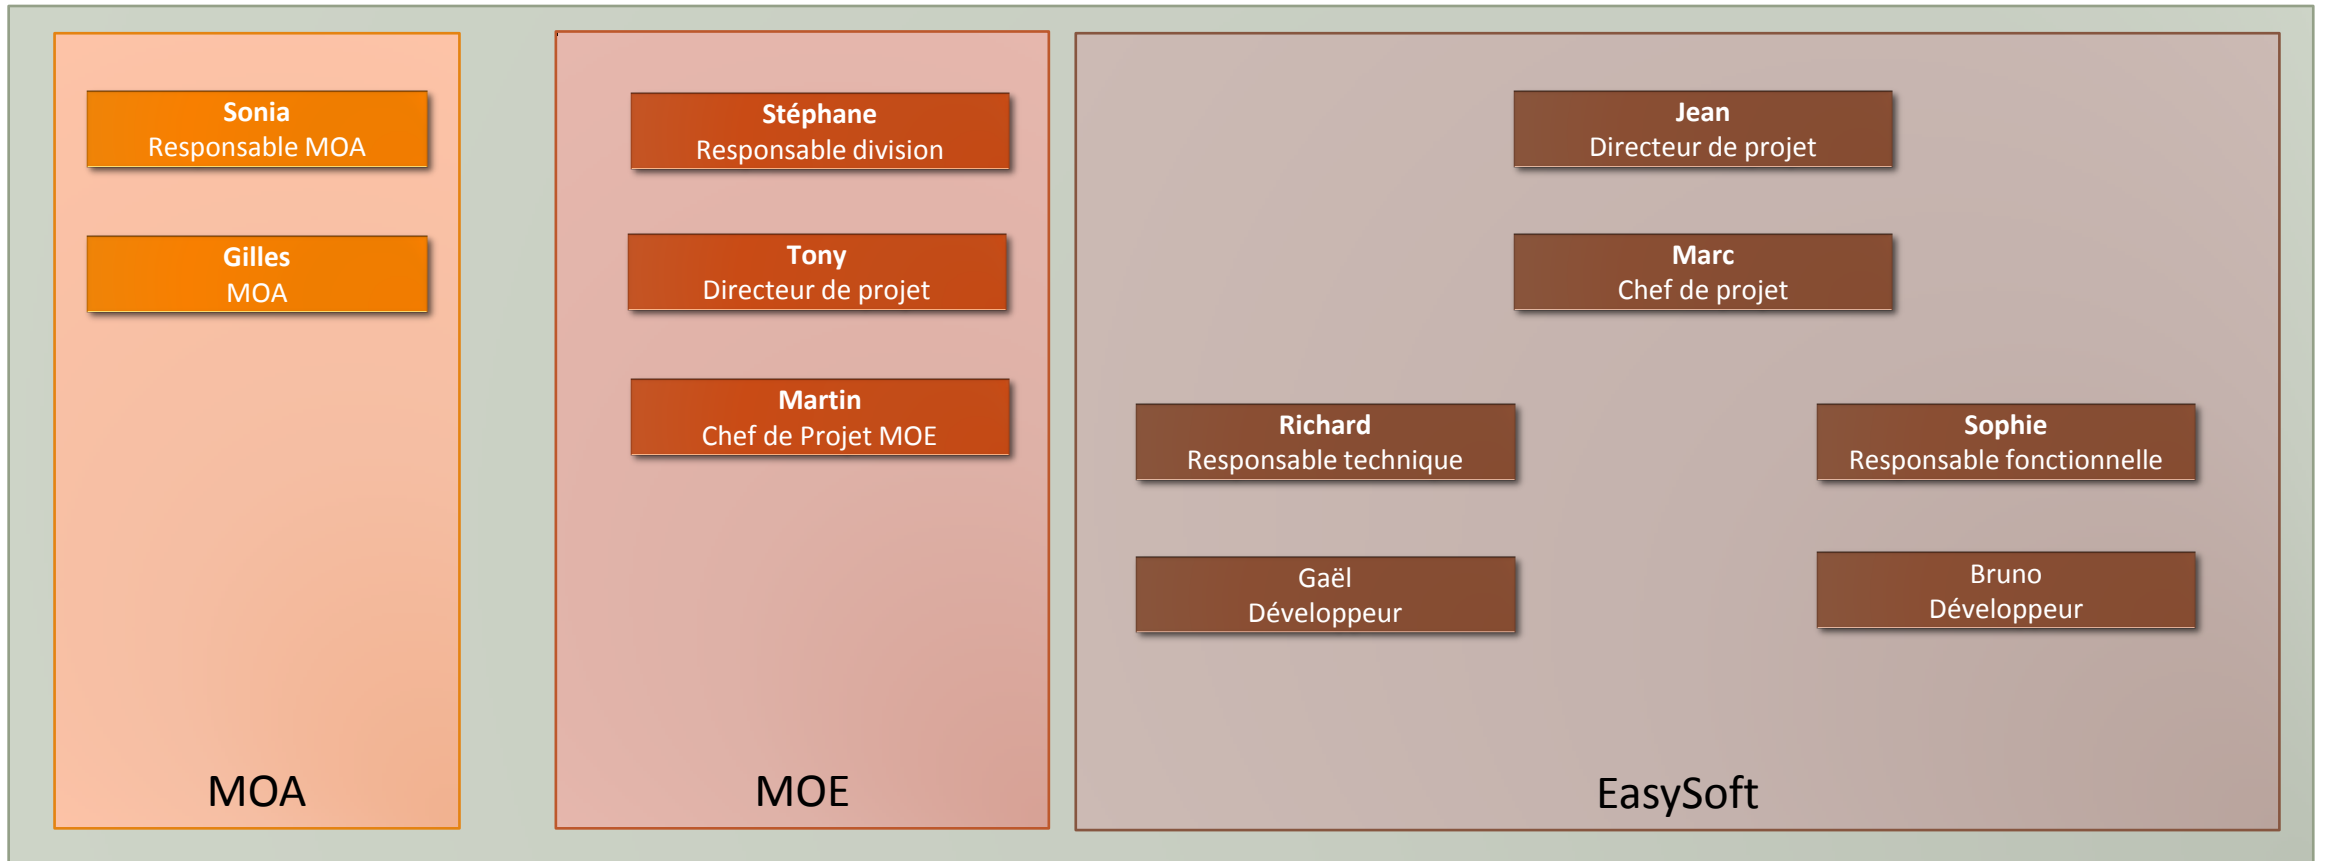 Sonia
Responsable MOA
Gilles
MOA
MOA
Stéphane
Responsable division
Tony
Directeur de projet
Martin
Chef de Projet MOE
MOE
Jean
Directeur de projet
Marc
Chef de projet
Richard
Responsable technique
Sophie
Responsable fonctionnelle
Gaël
Développeur
Bruno
Développeur
EasySoft